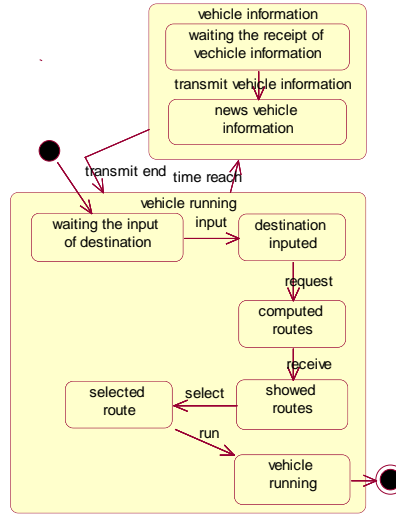 vehicle information
waiting the receipt of
vechicle information
transmit vehicle information
news vehicle
information
transmit end
time reach
vehicle running
waiting the input
of destination
input
destination
inputed
request
computed
routes
receive
showed
routes
select
selected
route
run
vehicle
running